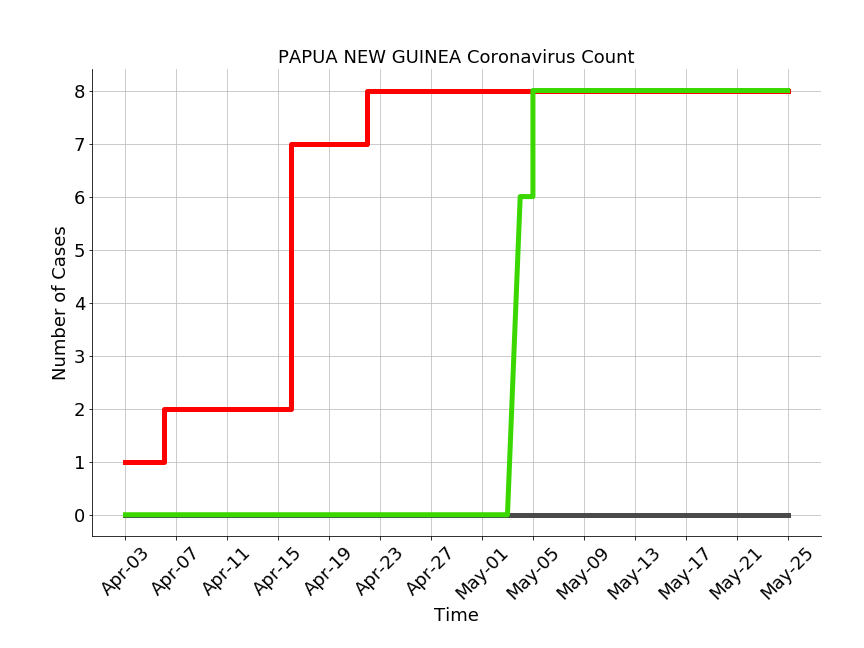 PAPUA NEW GUINEA Coronavirus Count
8
7
6
5
4
3
2
1
0
Number of Cases
Apr-03
Apr-07
Apr-11
Apr-15
Apr-19
Apr-23
Apr-27
May-01
May-05
May-09
May-13
May-17
May-21
May-25
Time